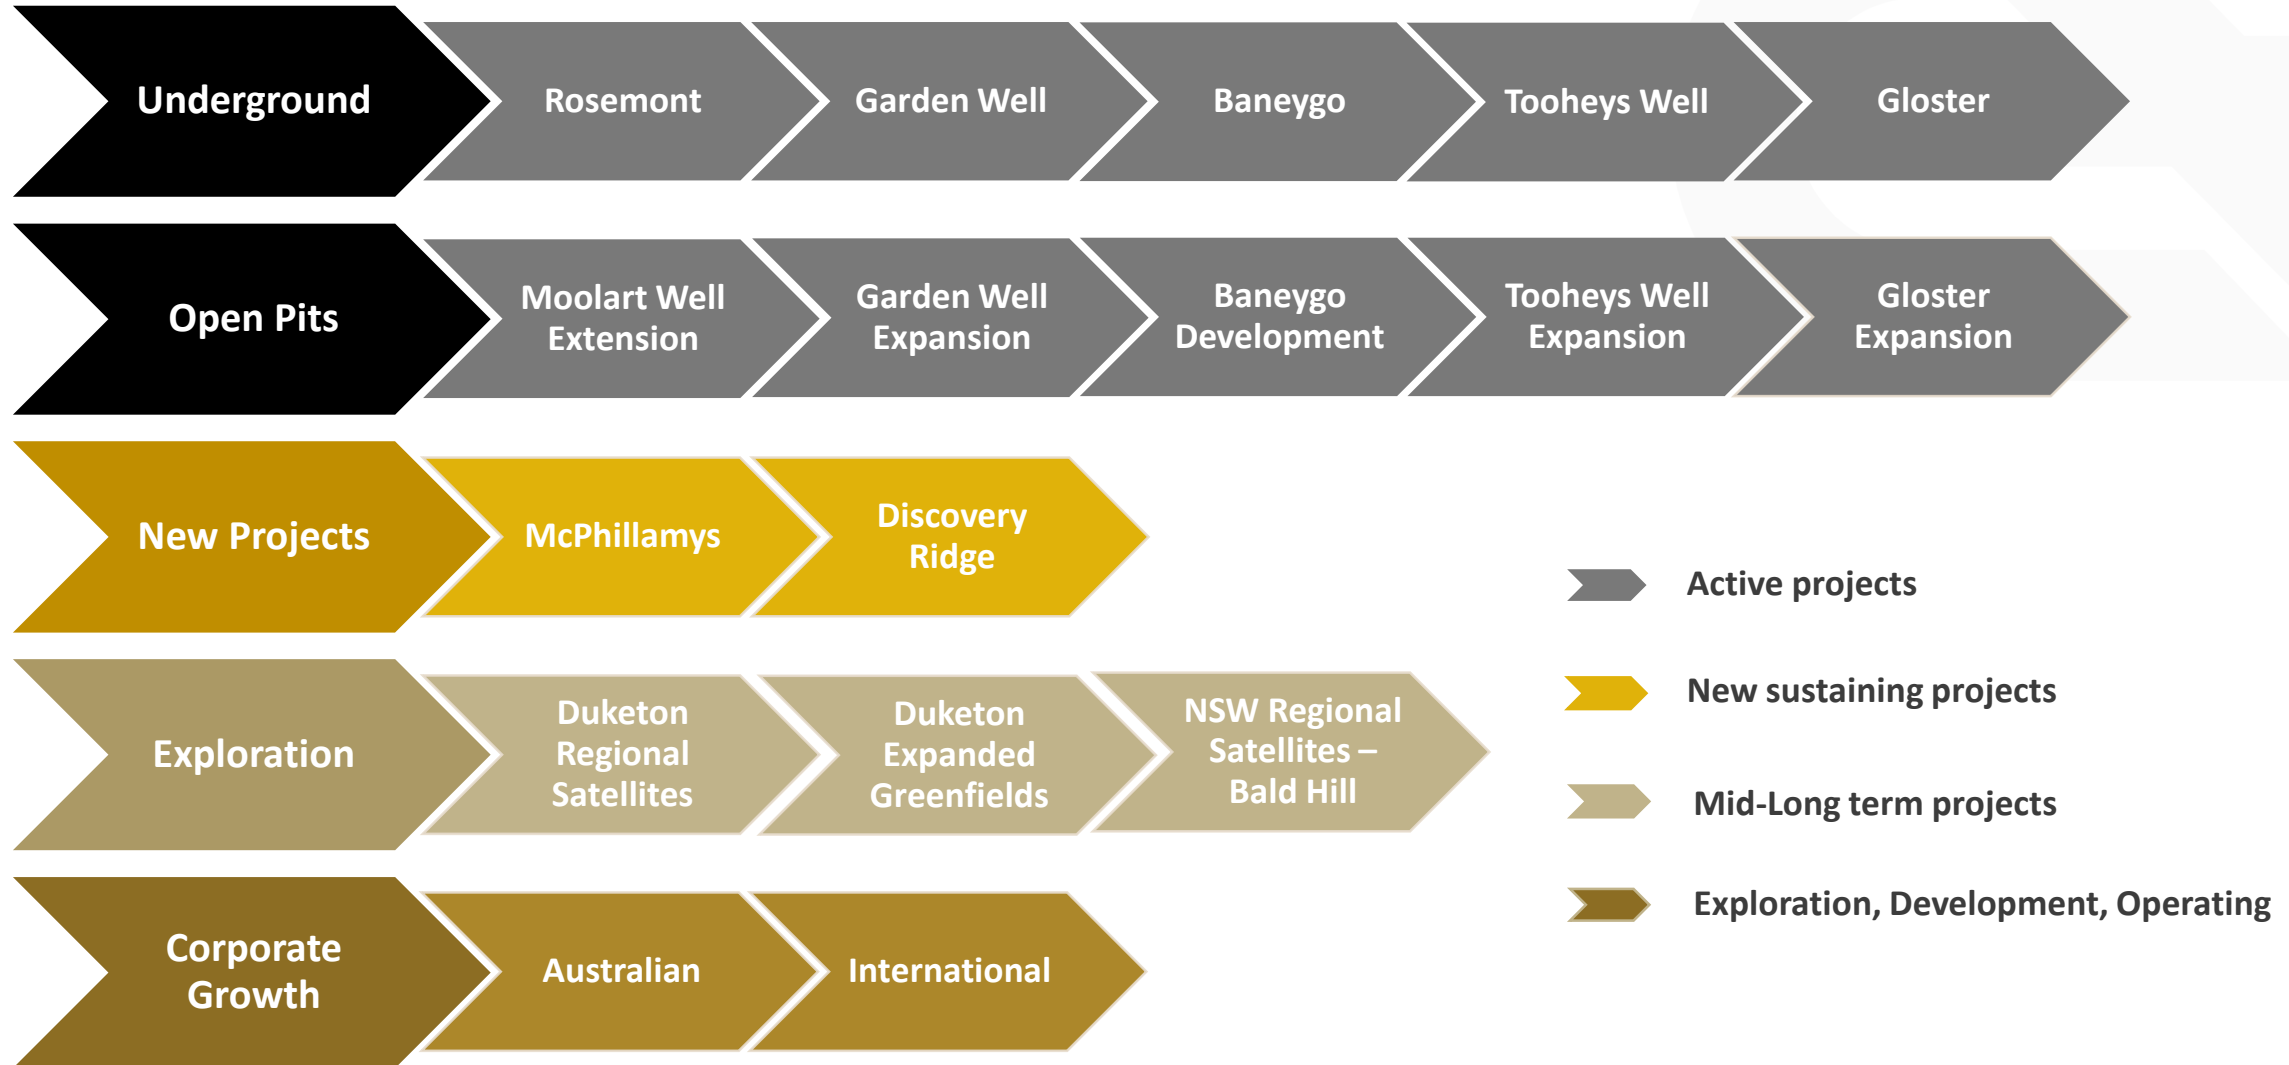 Underground
Rosemont
Garden Well
Baneygo
Tooheys Well
Gloster
Open Pits
Moolart Well
Extension
Garden Well
Expansion
Baneygo
Development
Tooheys Well
Expansion
Gloster
Expansion
New Projects
McPhillamys
Discovery
Ridge
Exploration
Duketon
Regional
Satellites
Duketon
Expanded
Greenfields
NSW Regional
Satellites –
Bald Hill
Corporate
Growth
Australian
International
Active projects
New sustaining projects
Mid-Long term projects
Exploration, Development, Operating